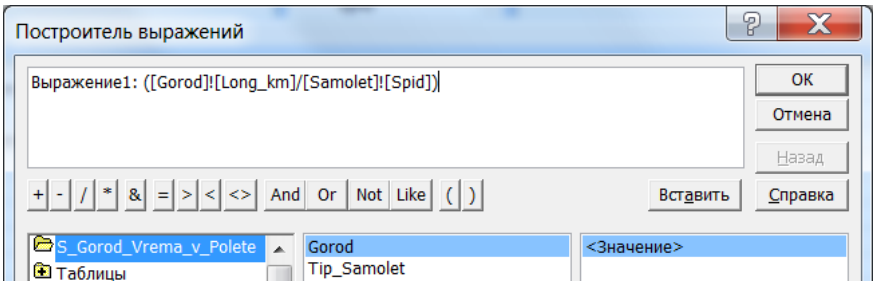 Построитель выражений
Выражение1: ([Gorod]![Long_km]/[Samolet]![Spid])
OK
Отмена
Назад
+ - / * & = > < <> And Or Not Like ( ) Вставить Справка
S_Gorod_Vrema_v_Polete Gorod <Значение>
Таблицы Tip_Samolet